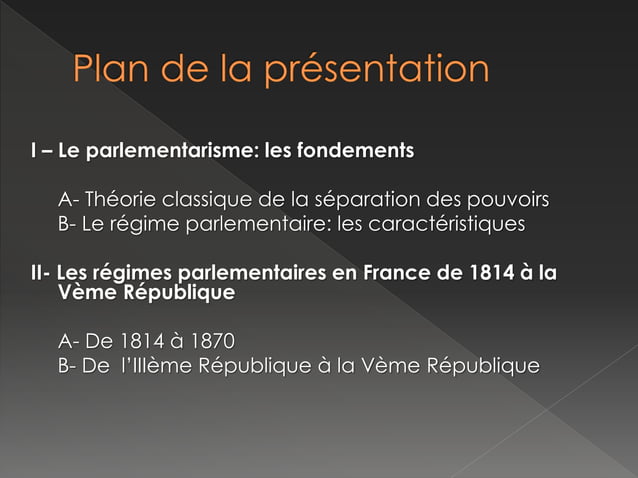 Plan de la présentation
I – Le parlementarisme: les fondements
A- Théorie classique de la séparation des pouvoirs
B- Le régime parlementaire: les caractéristiques
II- Les régimes parlementaires en France de 1814 à la
Vème République
A- De 1814 à 1870
B- De l’IIIème République à la Vème République